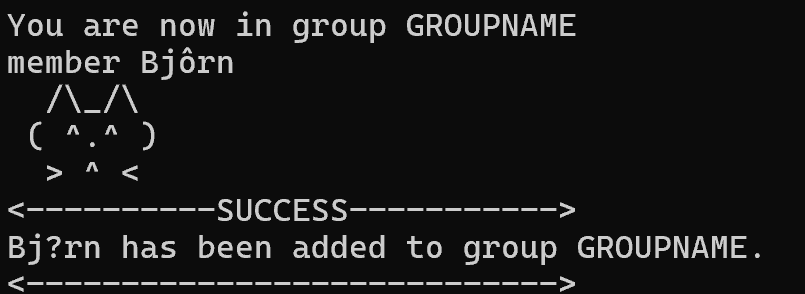 You are now in group GROUPNAME
member Bjôrn
  /\_/\
 ( ^.^ )
  > ^ <
<----------SUCCESS----------->
Bj?rn has been added to group GROUPNAME.
<---------------------------->